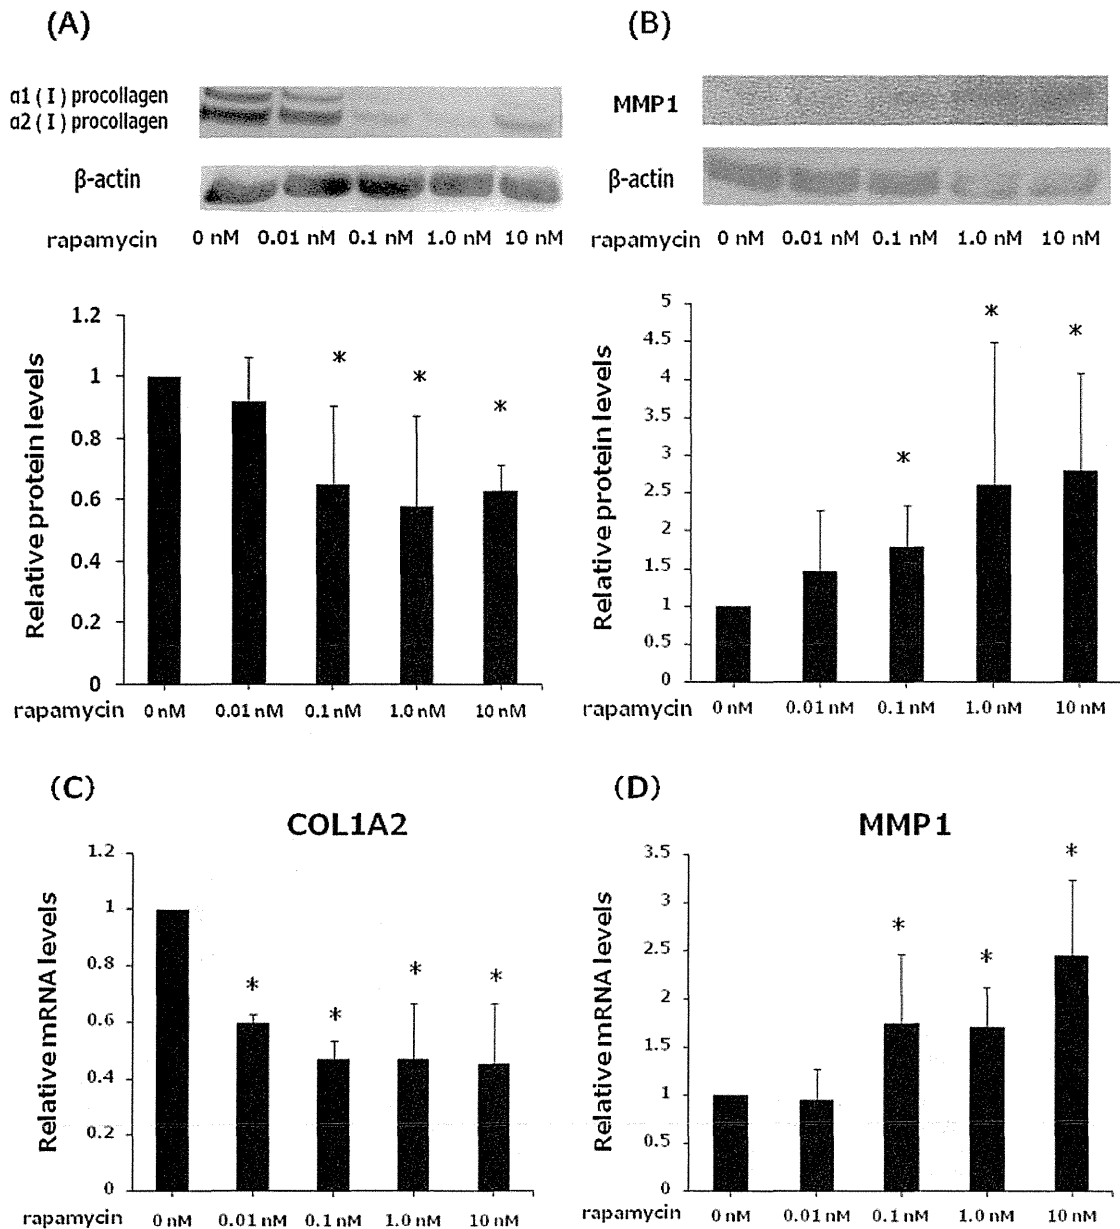 (A)
α1 ( I ) procollagen
α2 ( I ) procollagen
β-actin
rapamycin 0 nM 0.01 nM 0.1 nM 1.0 nM 10 nM
Relative protein levels
1.2
1
0.8
0.6
0.4
0.2
0
* * *
rapamycin 0 nM 0.01 nM 0.1 nM 1.0 nM 10 nM
(B)
MMP1
β-actin
rapamycin 0 nM 0.01 nM 0.1 nM 1.0 nM 10 nM
Relative protein levels
5
4.5
4
3.5
3
2.5
2
1.5
1
0.5
0
* * *
rapamycin 0 nM 0.01 nM 0.1 nM 1.0 nM 10 nM
(C)
COL1A2
Relative mRNA levels
1.2
1
0.8
0.6
0.4
0.2
0
* * * *
rapamycin 0 nM 0.01 nM 0.1 nM 1.0 nM 10 nM
(D)
MMP1
Relative mRNA levels
3.5
3
2.5
2
1.5
1
0.5
0
* * *
rapamycin 0 nM 0.01 nM 0.1 nM 1.0 nM 10 nM